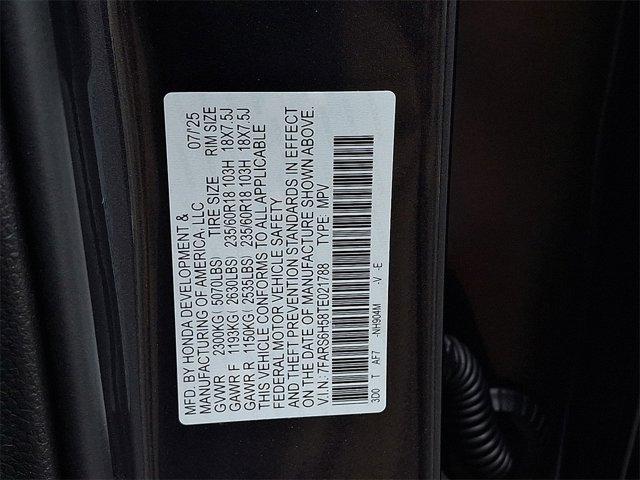 MFD. BY HONDA DEVELOPMENT &
MANUFACTURING OF AMERICA, LLC 07/'25
GVWR 2300KG( 5070LBS) TIRE SIZE RIM SIZE
GAWR F 1193KG( 2630LBS) 235/60R18 103H 18X7.5J
GAWR R 1150KG( 2535LBS) 235/60R18 103H 18X7.5J
THIS VEHICLE CONFORMS TO ALL APPLICABLE
FEDERAL MOTOR VEHICLE SAFETY
AND THEFT PREVENTION STANDARDS IN EFFECT
ON THE DATE OF MANUFACTURE SHOWN ABOVE.
V.I.N.: 7FARS6H58TE021788 TYPE: MPV
3D0 T AF7 -NH904M -V -E